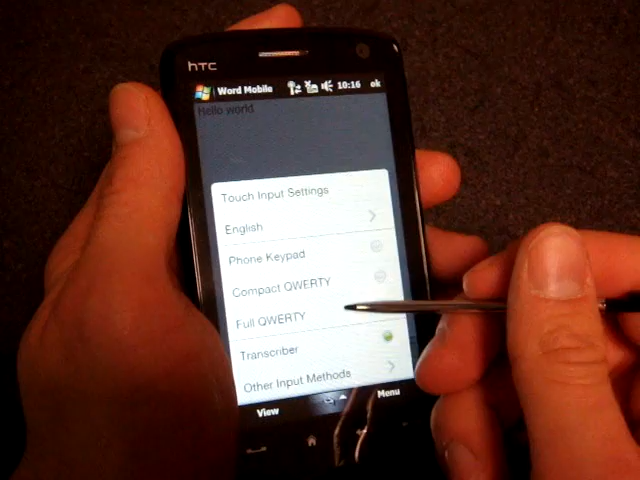 hTC
Word Mobile 10:16 ok
Hello world
Touch Input Settings
English
Phone Keypad
Compact QWERTY
Full QWERTY
Transcriber
Other Input Methods
View Menu